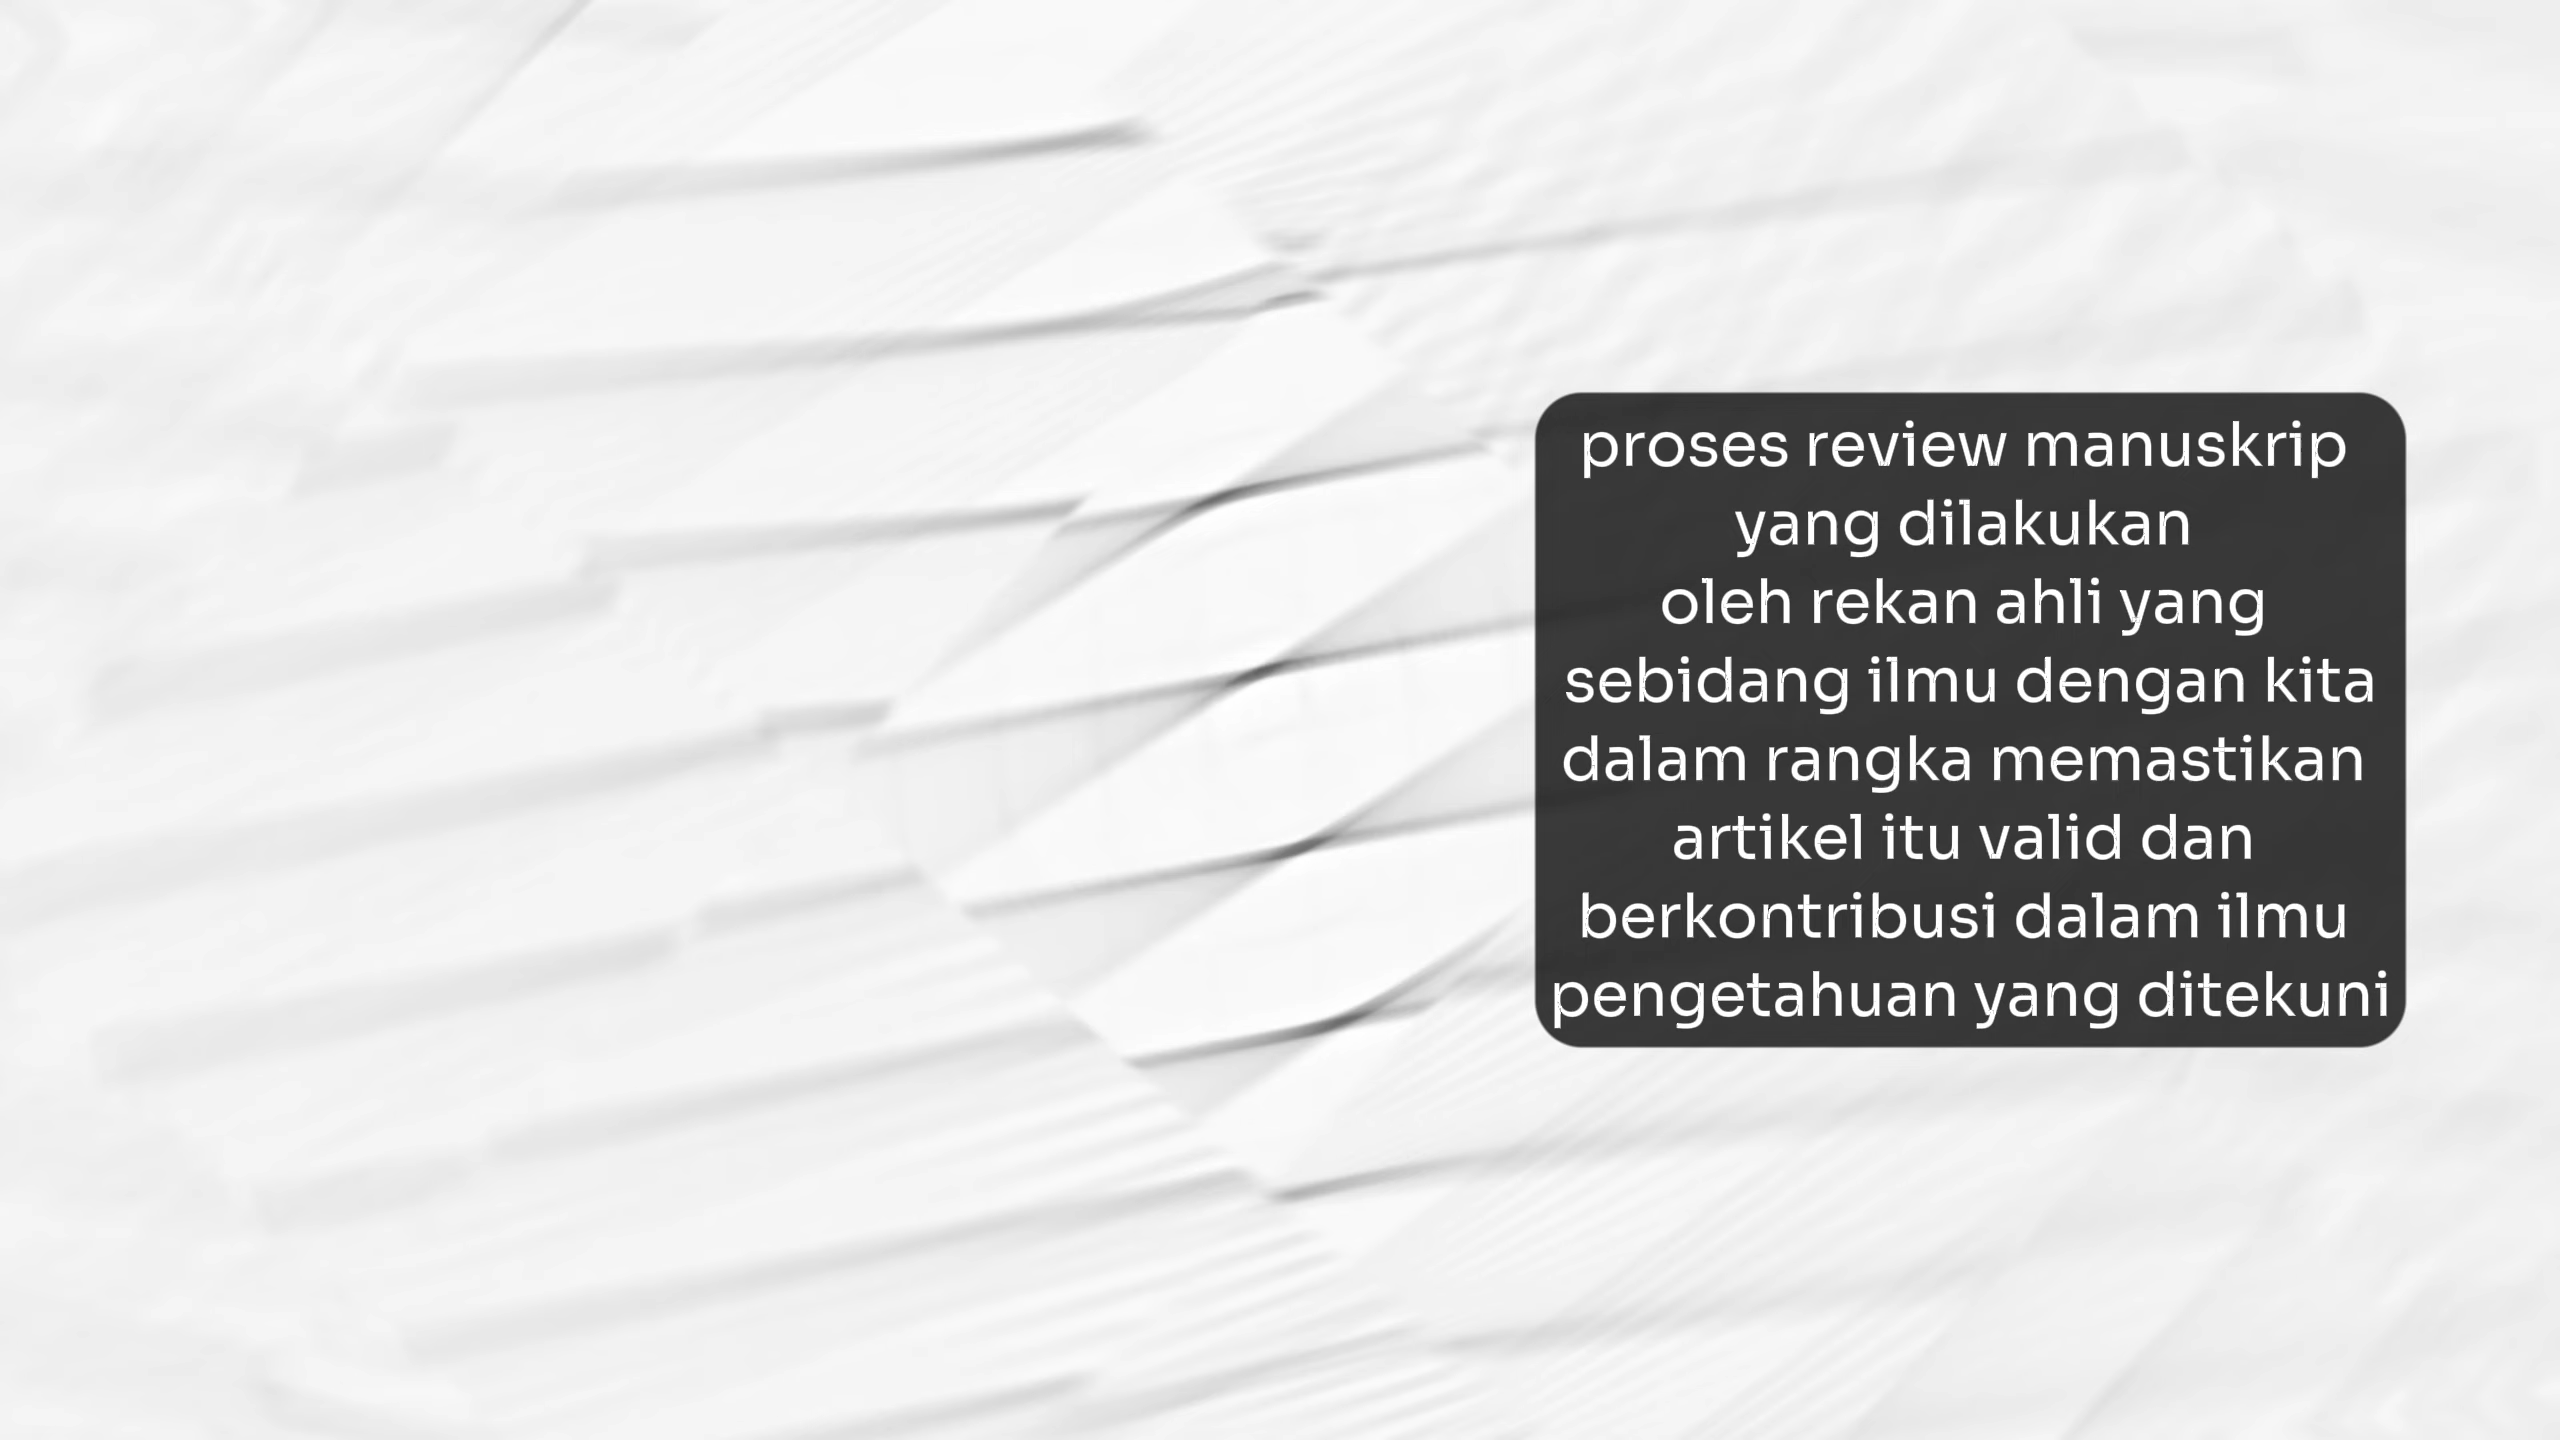 proses review manuskrip
yang dilakukan
oleh rekan ahli yang
sebidang ilmu dengan kita
dalam rangka memastikan
artikel itu valid dan
berkontribusi dalam ilmu
pengetahuan yang ditekuni